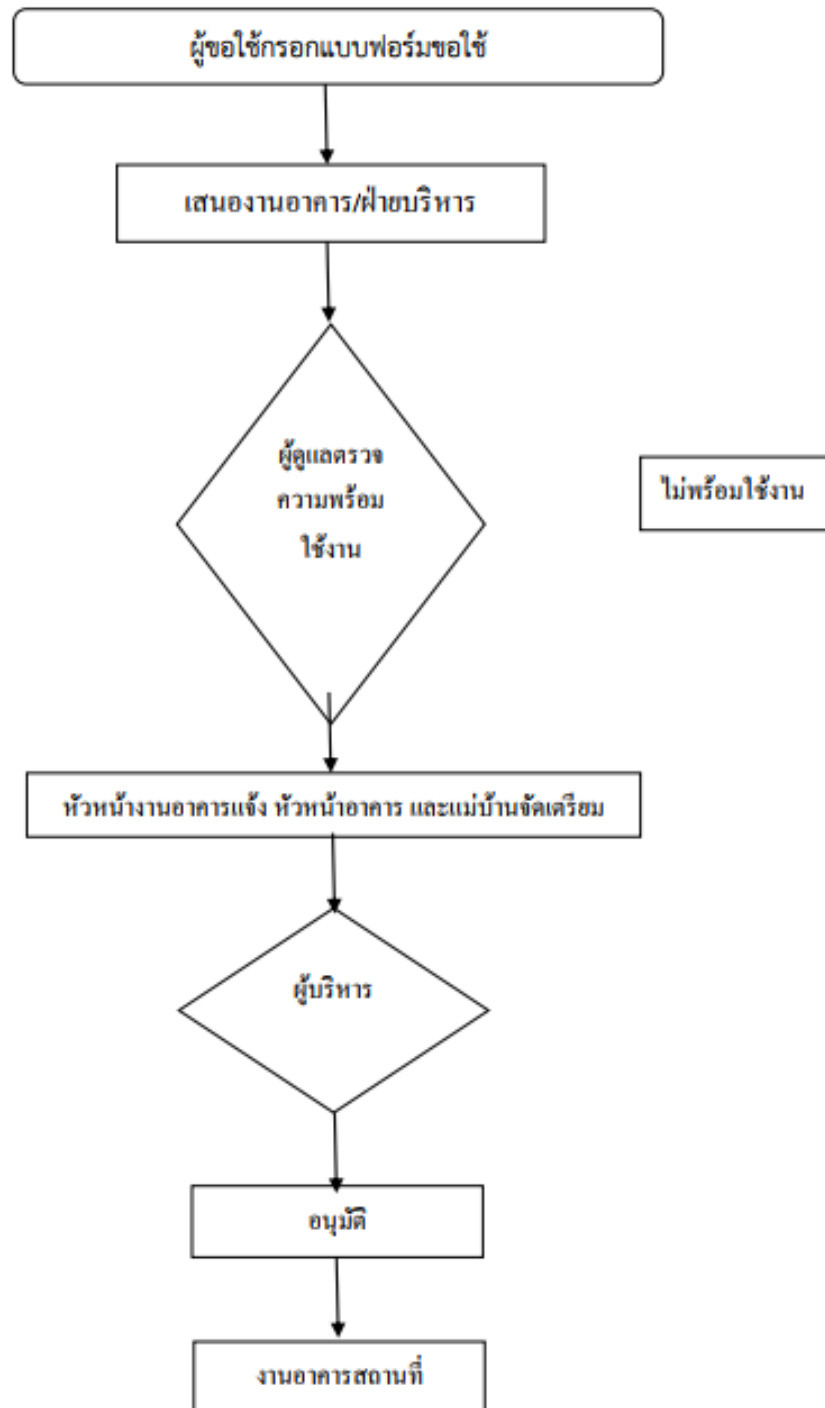 ผู้ขอใช้กรอกแบบฟอร์มขอใช้
เสนองานอาคาร/ฝ่ายบริหาร
ผู้ดูแลตรวจ
ความพร้อม
ใช้งาน
ไม่พร้อมใช้งาน
หัวหน้างานอาคารแจ้ง หัวหน้าอาคาร และแม่บ้านจัดเตรียม
ผู้บริหาร
อนุมัติ
งานอาคารสถานที่